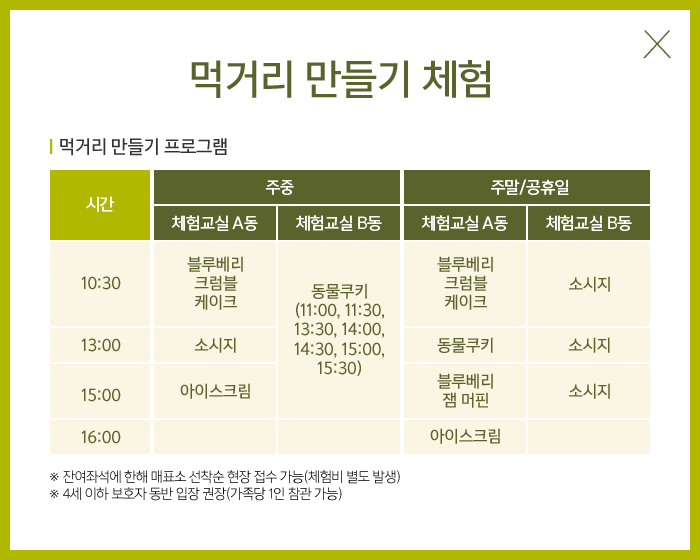 먹거리 만들기 체험
먹거리 만들기 프로그램
시간
주중
주말/공휴일
체험교실 A동
체험교실 B동
체험교실 A동
체험교실 B동
10:30
블루베리
크럼블
케이크
동물쿠키
(11:00, 11:30,
13:30, 14:00,
14:30, 15:00,
15:30)
블루베리
크럼블
케이크
소시지
13:00
소시지
동물쿠키
소시지
15:00
아이스크림
블루베리
잼 머핀
소시지
16:00
아이스크림
※ 잔여좌석에 한해 매표소 선착순 현장 접수 가능(체험비 별도 발생)
※ 4세 이하 보호자 동반 입장 권장(가족당 1인 참관 가능)